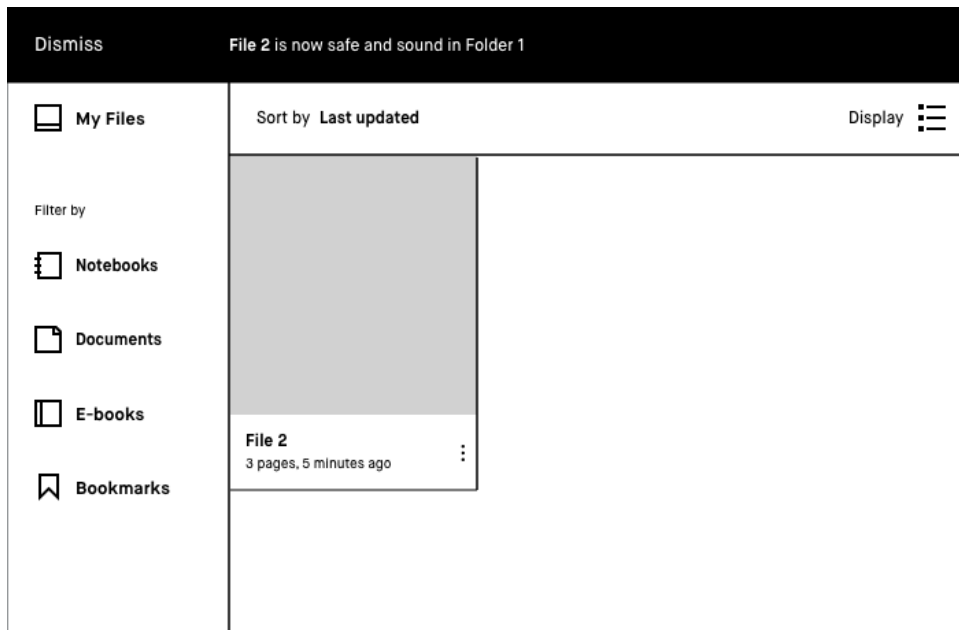 Dismiss
File 2 is now safe and sound in Folder 1
My Files
Sort by Last updated
Display
Filter by
Notebooks
Documents
E-books
Bookmarks
File 2
3 pages, 5 minutes ago